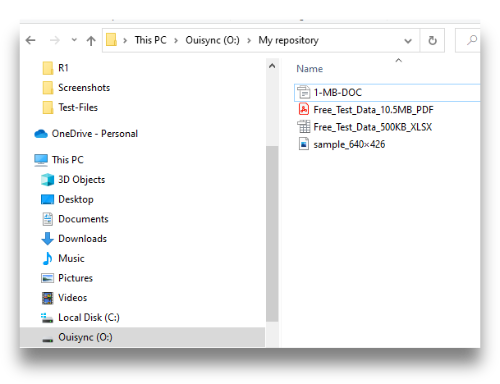 This PC > Ouisync (O:) > My repository
R1
Screenshots
Test-Files
OneDrive - Personal
This PC
3D Objects
Desktop
Documents
Downloads
Music
Pictures
Videos
Local Disk (C:)
Ouisync (O:)
Name
1-MB-DOC
Free_Test_Data_10.5MB_PDF
Free_Test_Data_500KB_XLSX
sample_640×426